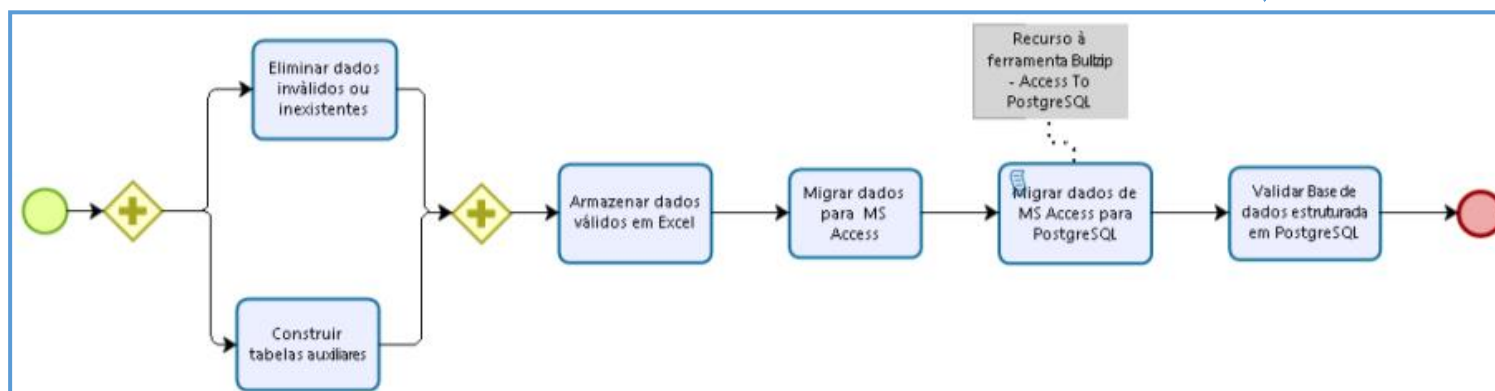 Eliminar dados
inválidos ou
inexistentes
Construir
tabelas auxiliares
Armazenar dados
válidos em Excel
Migrar dados
para MS
Access
Recurso à
ferramenta Bullzip
- Access To
PostgreSQL
Migrar dados de
MS Access para
PostgreSQL
Validar Base de
dados estruturada
em PostgreSQL